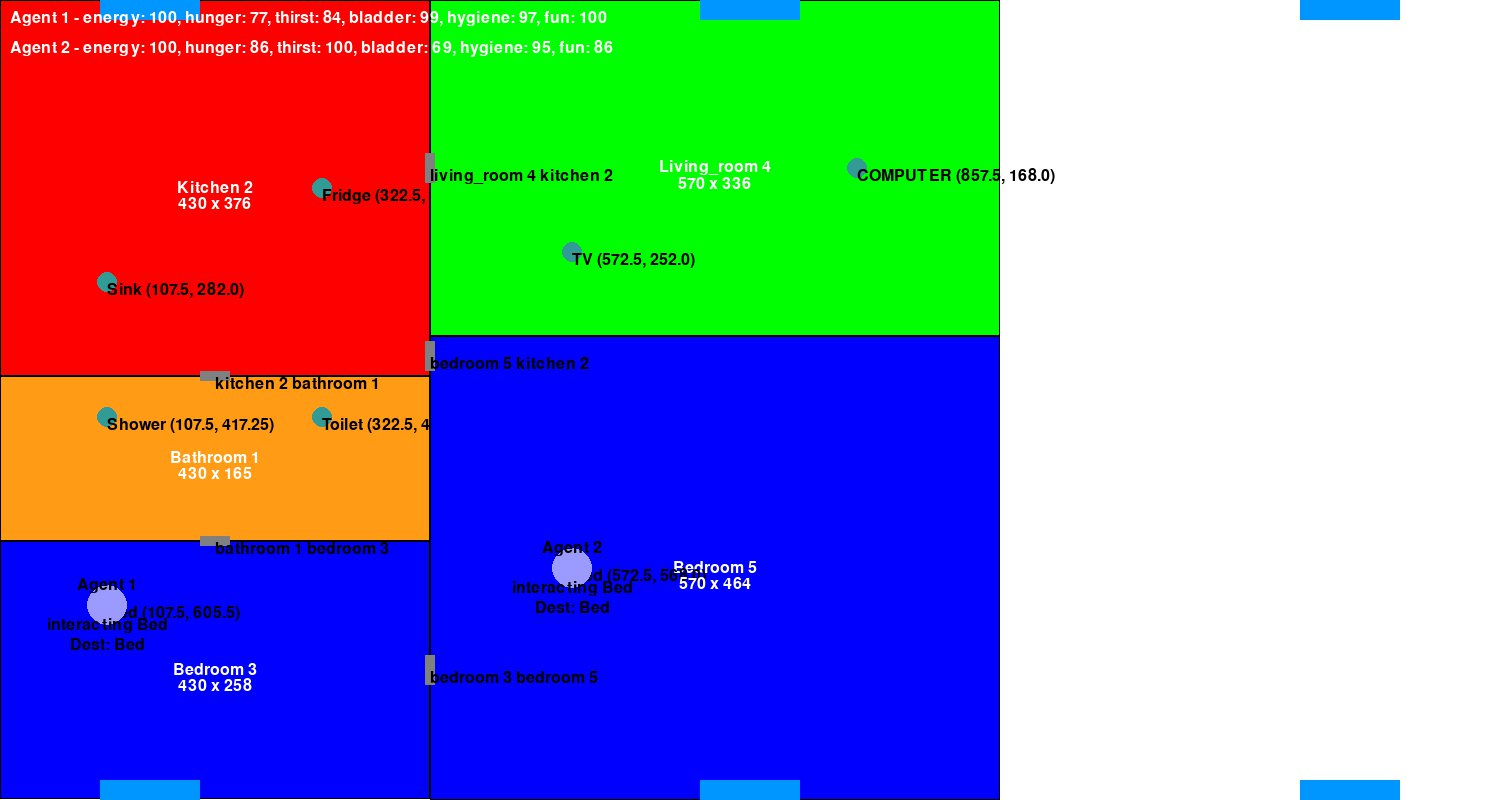 Agent 1 - energy: 100, hunger: 77, thirst: 84, bladder: 99, hygiene: 97, fun: 100
Agent 2 - energy: 100, hunger: 86, thirst: 100, bladder: 69, hygiene: 95, fun: 86
Kitchen 2
430 x 376
Fridge (322.5,
Sink (107.5, 282.0)
living_room 4 kitchen 2
Living_room 4
570 x 336
COMPUTER (857.5, 168.0)
TV (572.5, 252.0)
bedroom 5 kitchen 2
kitchen 2 bathroom 1
Shower (107.5, 417.25)
Toilet (322.5, 4
Bathroom 1
430 x 165
bathroom 1 bedroom 3
Agent 1
(107.5, 605.5)
interacting Bed
Dest: Bed
Bedroom 3
430 x 258
Agent 2
(572.5,
interacting Bed
Dest: Bed
Bedroom 5
570 x 464
bedroom 3 bedroom 5